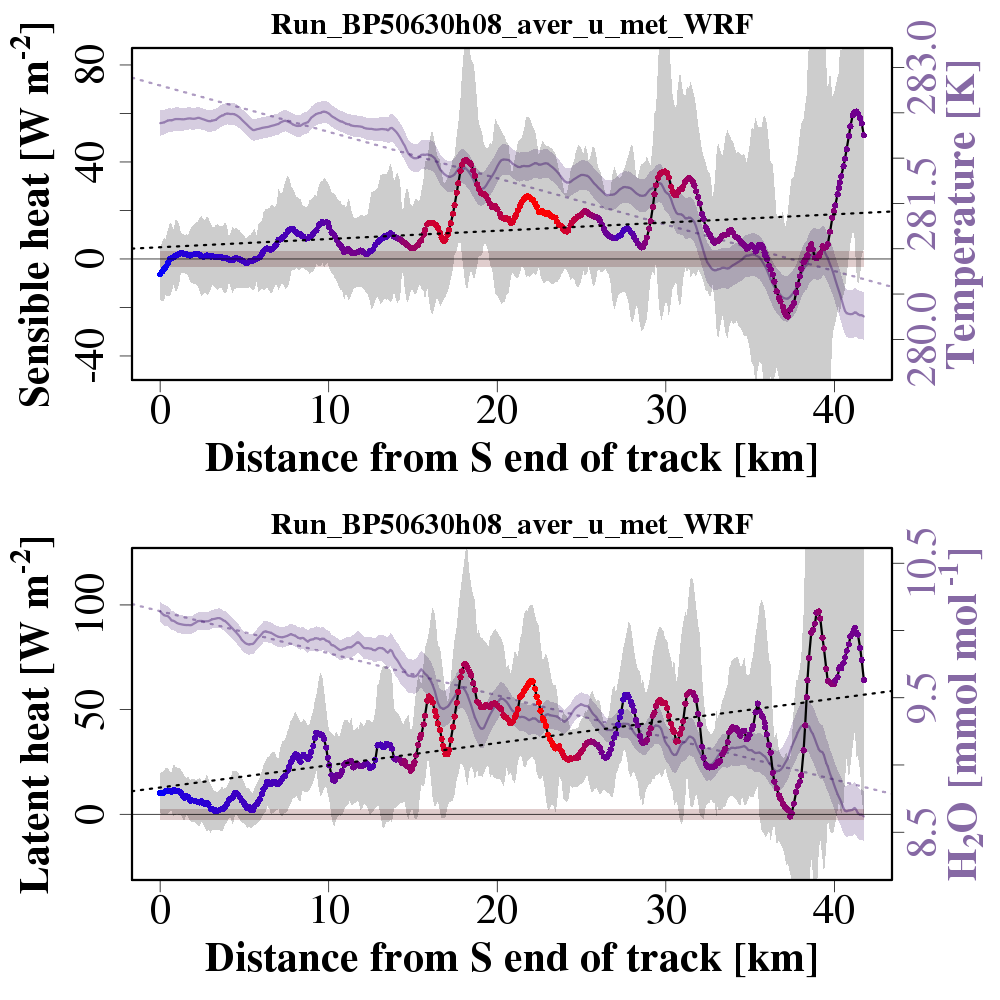 Run_BP50630h08_aver_u_met_WRF
Sensible heat [W m-2]
80
40
0
-40
283.0
281.5
280.0
Temperature [K]
0 10 20 30 40
Distance from S end of track [km]
Run_BP50630h08_aver_u_met_WRF
Latent heat [W m-2]
100
50
0
10.5
9.5
8.5
H2O [mmol mol-1]
0 10 20 30 40
Distance from S end of track [km]